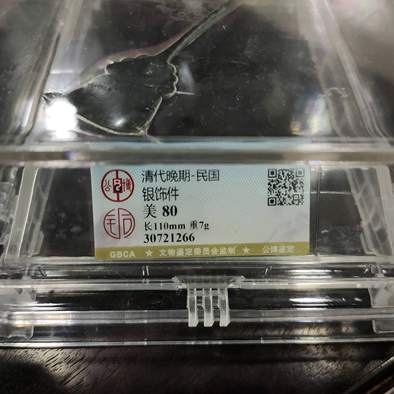 清代晚期-民国
银饰件
美 80
长110mm 重7g
30721266
GBCA ★ 文物鉴定委员会监制 ★ 公博鉴定